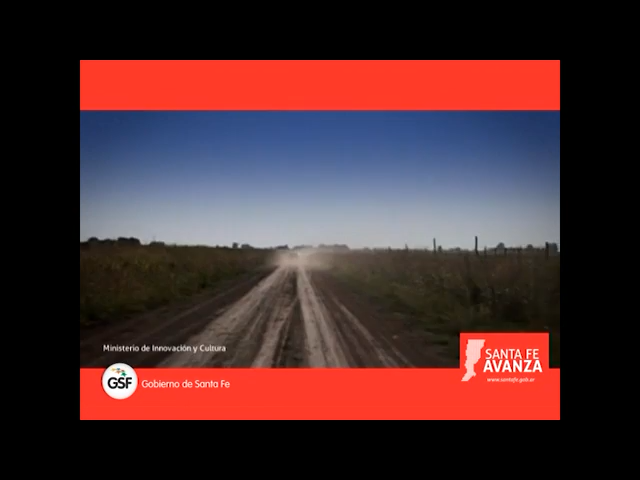 Ministerio de Innovación y Cultura
GSF
Gobierno de Santa Fe
SANTA FE
AVANZA
www.santafe.gob.ar